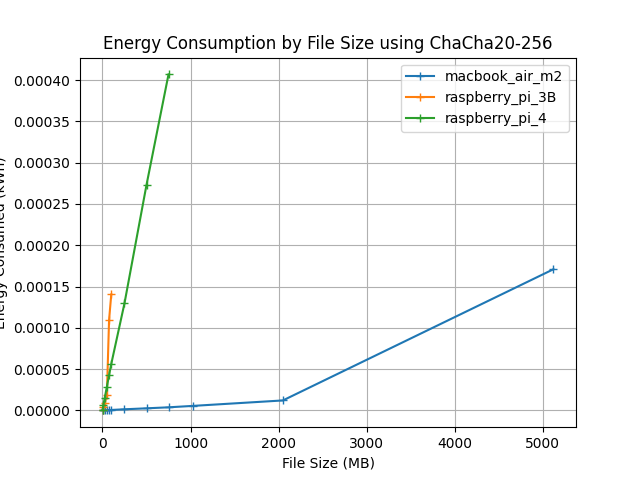 Energy Consumption by File Size using ChaCha20-256
macbook_air_m2
raspberry_pi_3B
raspberry_pi_4
0.00040
0.00035
0.00030
0.00025
0.00020
0.00015
0.00010
0.00005
0.00000
Energy Consumed (kWh)
0 1000 2000 3000 4000 5000
File Size (MB)